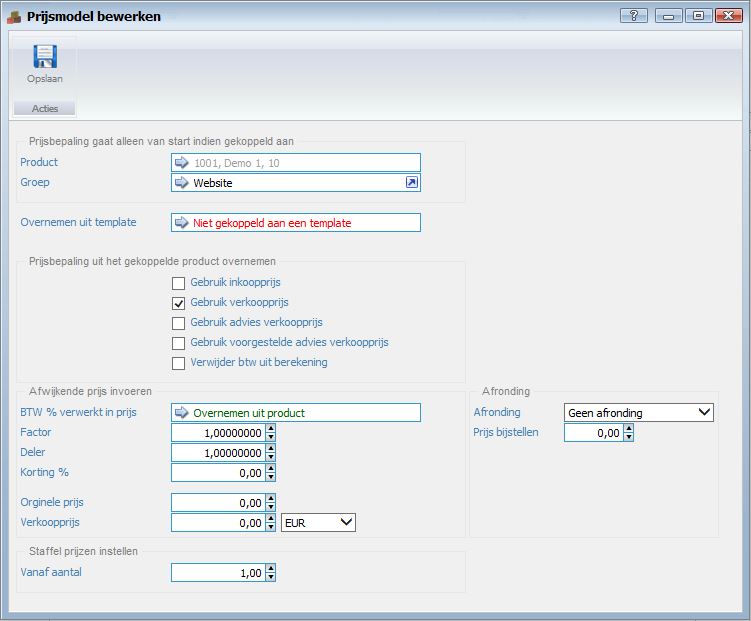 Prijsmodel bewerken
?
Opslaan
Acties
Prijsbepaling gaat alleen van start indien gekoppeld aan
Product
1001, Demo 1, 10
Groep
Website
Overnemen uit template
Niet gekoppeld aan een template
Prijsbepaling uit het gekoppelde product overnemen
Gebruik inkoopprijs
Gebruik verkoopprijs
Gebruik advies verkoopprijs
Gebruik voorgestelde advies verkoopprijs
Verwijder btw uit berekening
Afwijkende prijs invoeren
BTW % verwerkt in prijs
Overnemen uit product
Factor
1,00000000
Deler
1,00000000
Korting %
0,00
Orginele prijs
0,00
Verkoopprijs
0,00
EUR
Afronding
Afronding
Geen afronding
Prijs bijstellen
0,00
Staffel prijzen instellen
Vanaf aantal
1,00